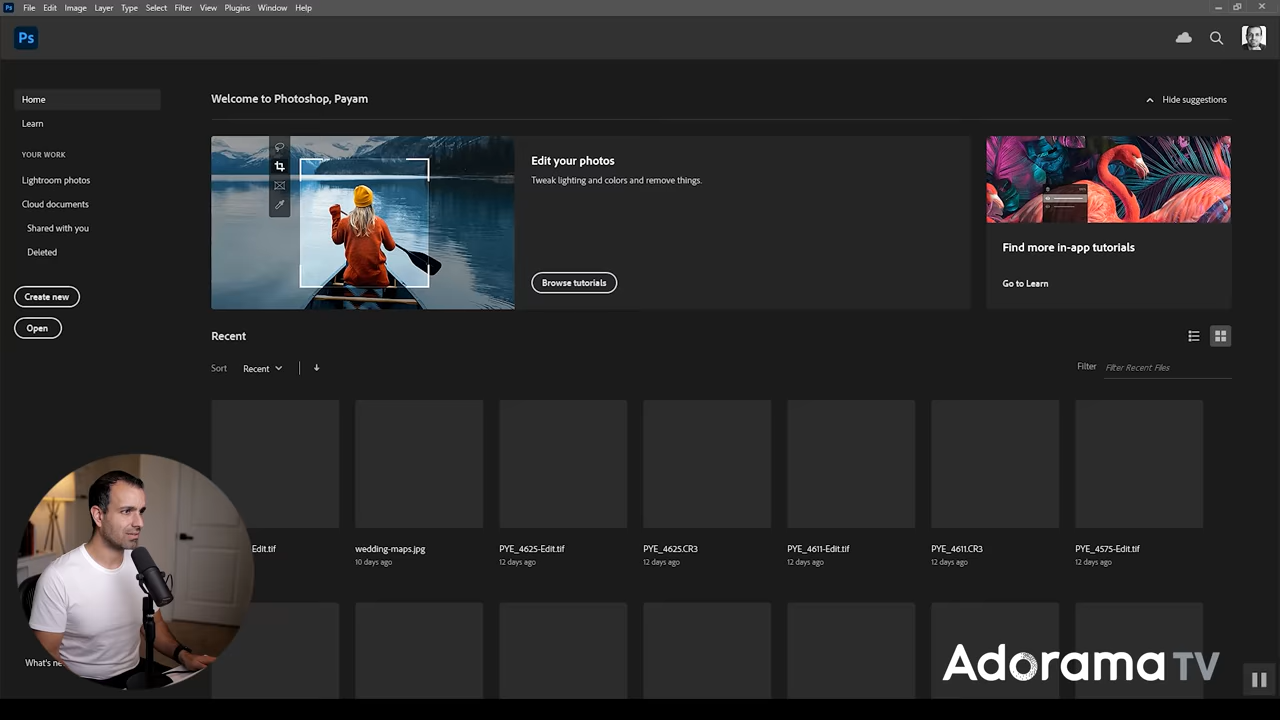 Ps File Edit Image Layer Type Select Filter View Plugins Window Help
Ps
Home
Learn
YOUR WORK
Lightroom photos
Cloud documents
Shared with you
Deleted
Create new
Open
What's ne
Welcome to Photoshop, Payam
Hide suggestions
Edit your photos
Tweak lighting and colors and remove things.
Browse tutorials
Find more in-app tutorials
Go to Learn
Recent
Sort Recent
Filter Filter Recent Files
Edit.tif
wedding-maps.jpg
10 days ago
PYE_4625-Edit.tif
12 days ago
PYE_4625.CR3
12 days ago
PYE_4611-Edit.tif
12 days ago
PYE_4611.CR3
12 days ago
PYE_4575-Edit.tif
12 days ago
Adorama TV